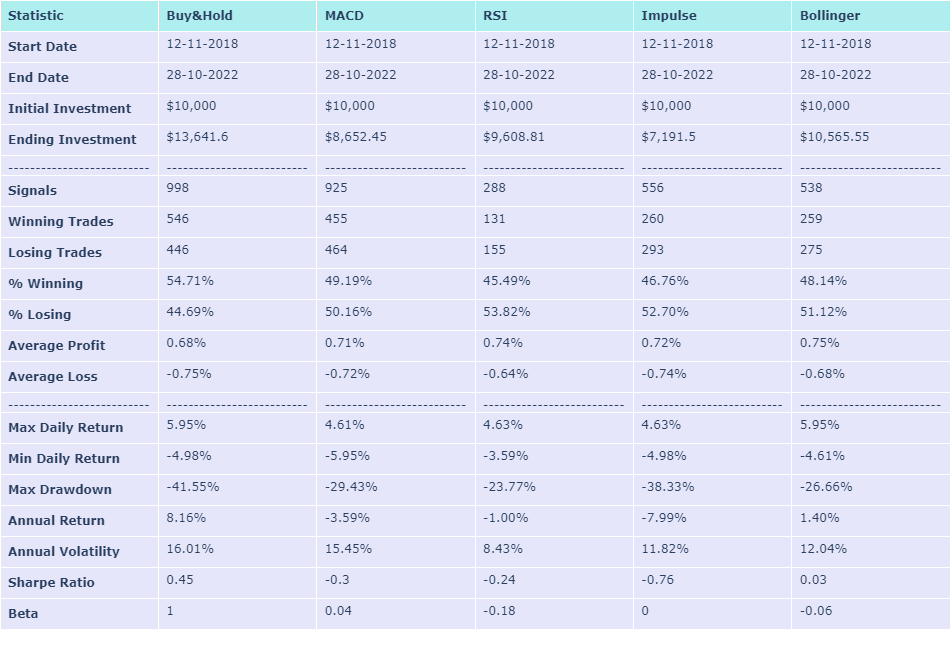 Statistic Buy&Hold MACD RSI Impulse Bollinger
Start Date 12-11-2018 12-11-2018 12-11-2018 12-11-2018 12-11-2018
End Date 28-10-2022 28-10-2022 28-10-2022 28-10-2022 28-10-2022
Initial Investment $10,000 $10,000 $10,000 $10,000 $10,000
Ending Investment $13,641.6 $8,652.45 $9,608.81 $7,191.5 $10,565.55
-------------------------- -------------------------- -------------------------- -------------------------- -------------------------- --------------------------
Signals 998 925 288 556 538
Winning Trades 546 455 131 260 259
Losing Trades 446 464 155 293 275
% Winning 54.71% 49.19% 45.49% 46.76% 48.14%
% Losing 44.69% 50.16% 53.82% 52.70% 51.12%
Average Profit 0.68% 0.71% 0.74% 0.72% 0.75%
Average Loss -0.75% -0.72% -0.64% -0.74% -0.68%
-------------------------- -------------------------- -------------------------- -------------------------- -------------------------- --------------------------
Max Daily Return 5.95% 4.61% 4.63% 4.63% 5.95%
Min Daily Return -4.98% -5.95% -3.59% -4.98% -4.61%
Max Drawdown -41.55% -29.43% -23.77% -38.33% -26.66%
Annual Return 8.16% -3.59% -1.00% -7.99% 1.40%
Annual Volatility 16.01% 15.45% 8.43% 11.82% 12.04%
Sharpe Ratio 0.45 -0.3 -0.24 -0.76 0.03
Beta 1 0.04 -0.18 0 -0.06